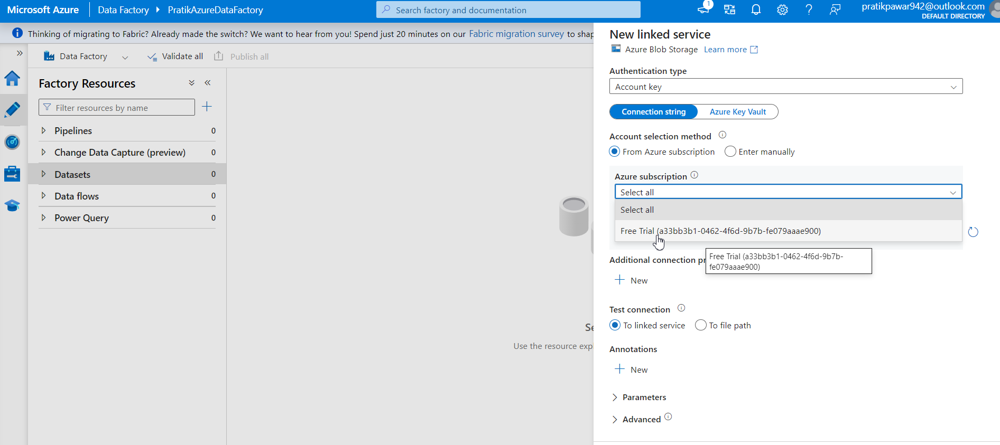 Microsoft Azure
Data Factory
PratikAzureDataFactory
Search factory and documentation
1
pratikpawar942@outlook.com
DEFAULT DIRECTORY
Thinking of migrating to Fabric? Already made the switch? We want to hear from you! Spend just 20 minutes on our Fabric migration survey to shap
Data Factory
Validate all
Publish all
Factory Resources
Filter resources by name
Pipelines 0
Change Data Capture (preview) 0
Datasets 0
Data flows 0
Power Query 0
Se
Use the resource exp
New linked service
Azure Blob Storage Learn more
Authentication type
Account key
Connection string Azure Key Vault
Account selection method
From Azure subscription Enter manually
Azure subscription
Select all
Select all
Free Trial (a33bb3b1-0462-4f6d-9b7b-fe079aaae900)
Free Trial (a33bb3b1-0462-4f6d-9b7b-
fe079aaae900)
Additional connection pr
New
Test connection
To linked service To file path
Annotations
New
Parameters
Advanced